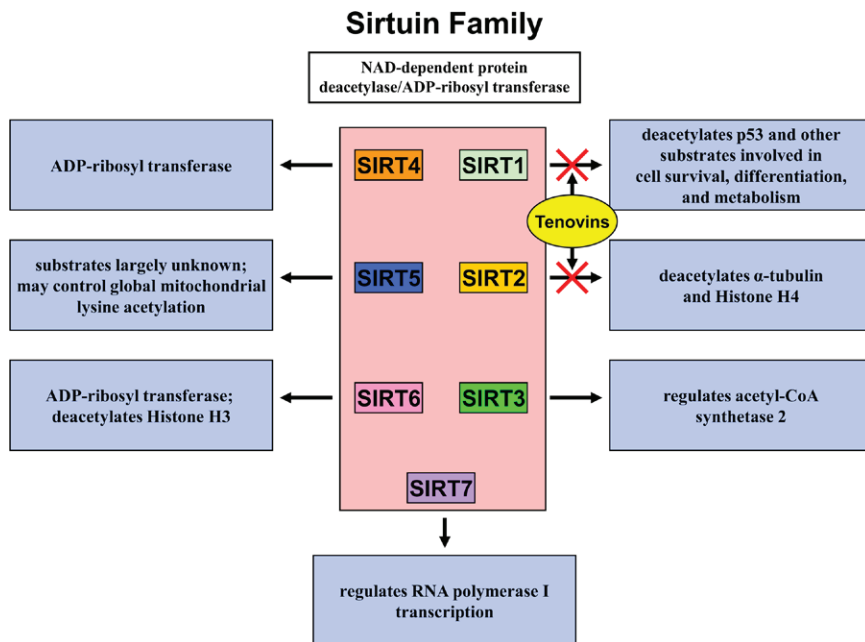 Sirtuin Family
NAD-dependent protein
deacetylase/ADP-ribosyl transferase
ADP-ribosyl transferase
SIRT4
SIRT1
deacetylates p53 and other
substrates involved in
cell survival, differentiation,
and metabolism
Tenovins
substrates largely unknown;
may control global mitochondrial
lysine acetylation
SIRT5
SIRT2
deacetylates α-tubulin
and Histone H4
ADP-ribosyl transferase;
deacetylates Histone H3
SIRT6
SIRT3
regulates acetyl-CoA
synthetase 2
SIRT7
regulates RNA polymerase I
transcription